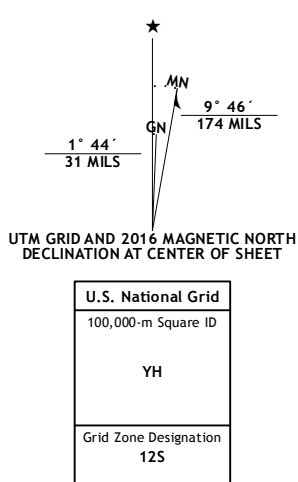 ★
MN
GN
9° 46´
174 MILS
1° 44´
31 MILS
UTM GRID AND 2016 MAGNETIC NORTH
DECLINATION AT CENTER OF SHEET
U.S. National Grid
100,000-m Square ID
YH
Grid Zone Designation
12S